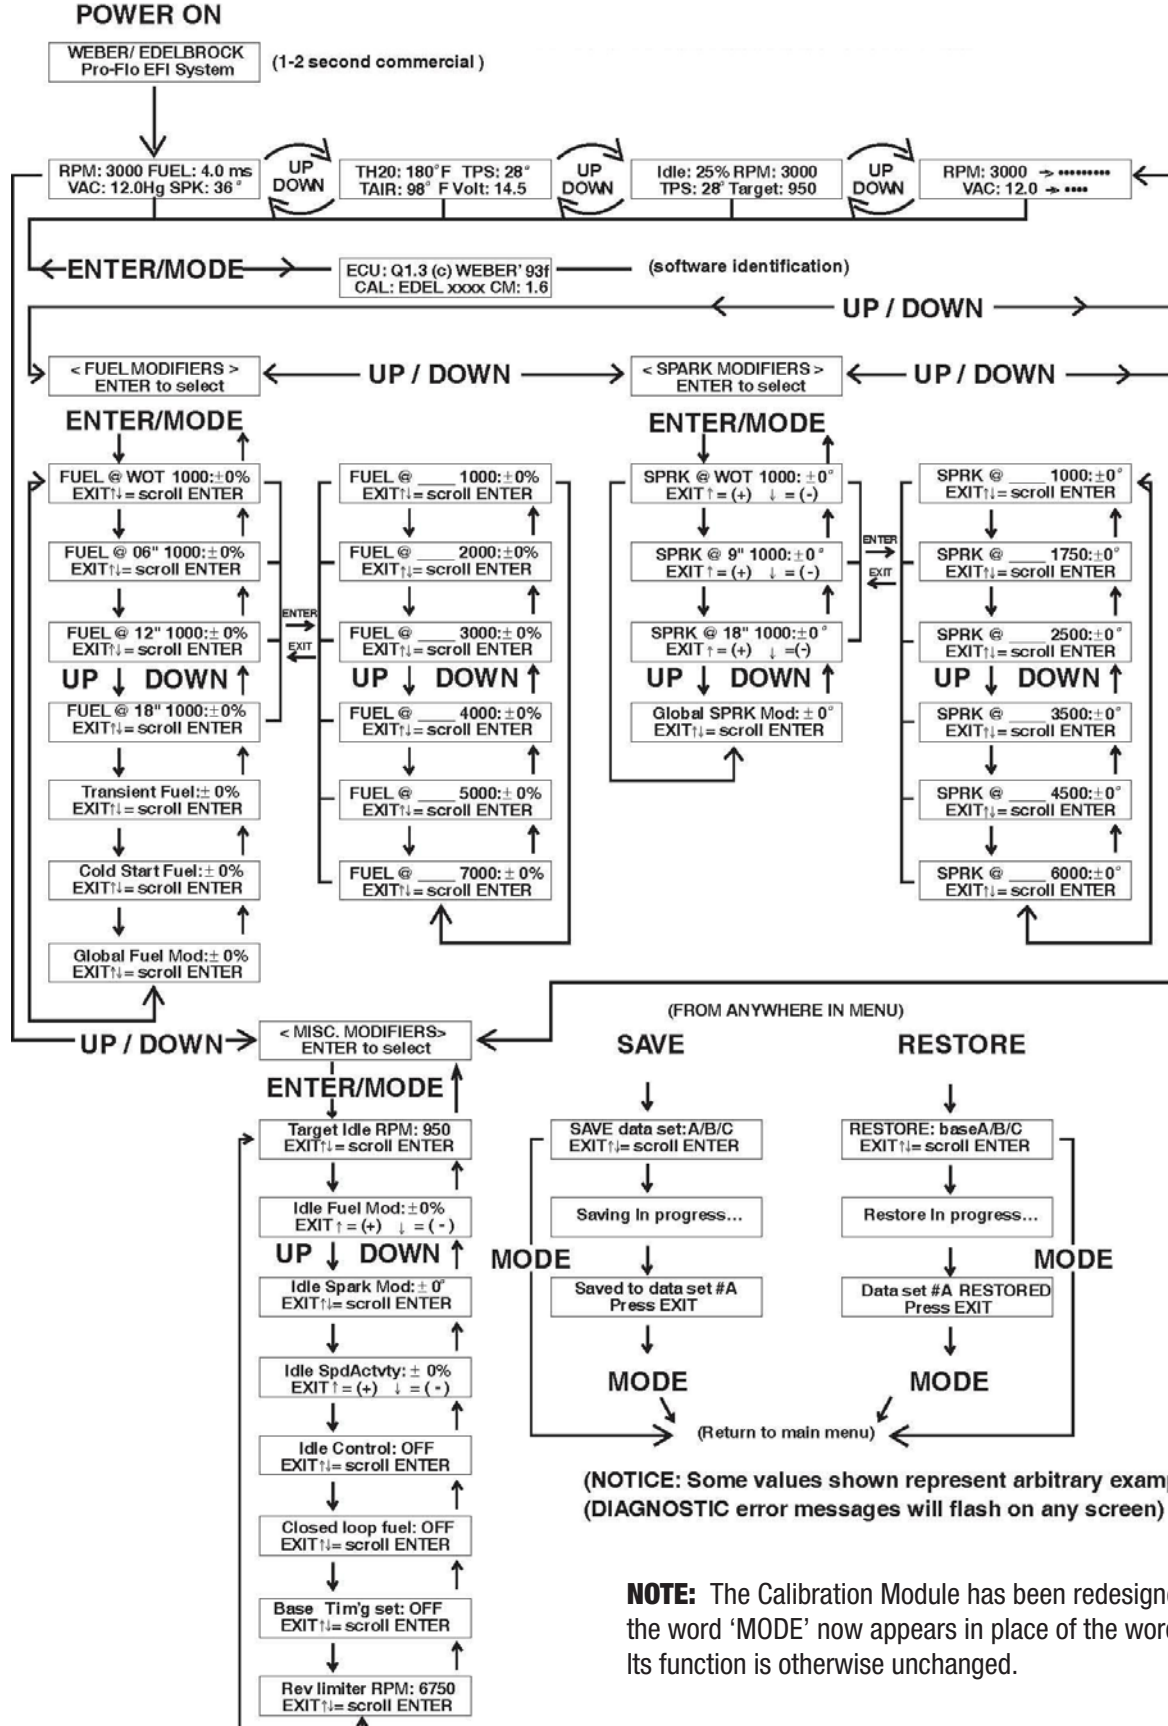 POWER ON
WEBER/ EDELBROCK
Pro-Flo EFI System
(1-2 second commercial )
RPM: 3000 FUEL: 4.0 ms
VAC: 12.0Hg SPK: 36°
UP
DOWN
TH20: 180°F TPS: 28°
TAIR: 98° F Volt: 14.5
UP
DOWN
Idle: 25% RPM: 3000
TPS: 28° Target: 950
UP
DOWN
RPM: 3000 → •••••••••
VAC: 12.0 → ••••
ENTER/MODE
ECU: Q1.3 (c) WEBER' 93f
CAL: EDEL xxxx CM: 1.6
(software identification)
UP / DOWN
< FUEL MODIFIERS >
ENTER to select
UP / DOWN
< SPARK MODIFIERS >
ENTER to select
UP / DOWN
ENTER/MODE
FUEL @ WOT 1000:±0%
EXIT↑↓= scroll ENTER
FUEL @ 06" 1000:±0%
EXIT↑↓= scroll ENTER
FUEL @ 12" 1000:± 0%
EXIT↑↓= scroll ENTER
UP DOWN
FUEL @ 18" 1000:±0%
EXIT↑↓= scroll ENTER
Transient Fuel:± 0%
EXIT↑↓= scroll ENTER
Cold Start Fuel:± 0%
EXIT↑↓= scroll ENTER
Global Fuel Mod:± 0%
EXIT↑↓= scroll ENTER
ENTER
EXIT
FUEL @ ____ 1000:±0%
EXIT↑↓= scroll ENTER
FUEL @ ____ 2000:±0%
EXIT↑↓= scroll ENTER
FUEL @ ____ 3000:± 0%
EXIT↑↓= scroll ENTER
UP DOWN
FUEL @ ____ 4000:±0%
EXIT↑↓= scroll ENTER
FUEL @ ____ 5000:± 0%
EXIT↑↓= scroll ENTER
FUEL @ ____ 7000: ± 0%
EXIT↑↓= scroll ENTER
ENTER/MODE
SPRK @ WOT 1000: ±0°
EXIT ↑ = (+) ↓ = (-)
SPRK @ 9" 1000:±0°
EXIT ↑ = (+) ↓ = (-)
SPRK @ 18" 1000:±0°
EXIT ↑ = (+) ↓ =(-)
UP DOWN
Global SPRK Mod: ± 0°
EXIT↑↓= scroll ENTER
ENTER
EXIT
SPRK @ ____ 1000:±0°
EXIT↑↓= scroll ENTER
SPRK @ ____ 1750:±0°
EXIT↑↓= scroll ENTER
SPRK @ ____ 2500:±0°
EXIT↑↓= scroll ENTER
UP DOWN
SPRK @ ____ 3500:±0°
EXIT↑↓= scroll ENTER
SPRK @ ____ 4500:±0°
EXIT↑↓= scroll ENTER
SPRK @ ____ 6000:±0°
EXIT↑↓= scroll ENTER
UP / DOWN
< MISC. MODIFIERS>
ENTER to select
ENTER/MODE
Target Idle RPM: 950
EXIT↑↓= scroll ENTER
Idle Fuel Mod:±0%
EXIT ↑ = (+) ↓ = ( - )
UP DOWN
Idle Spark Mod:± 0°
EXIT↑↓= scroll ENTER
Idle SpdActvty: ± 0%
EXIT ↑ = (+) ↓ = ( - )
Idle Control: OFF
EXIT↑↓= scroll ENTER
Closed loop fuel: OFF
EXIT↑↓= scroll ENTER
Base Tim'g set: OFF
EXIT↑↓= scroll ENTER
Rev limiter RPM: 6750
EXIT↑↓= scroll ENTER
(FROM ANYWHERE IN MENU)
SAVE
SAVE data set:A/B/C
EXIT↑↓= scroll ENTER
Saving In progress...
MODE
Saved to data set #A
Press EXIT
MODE
RESTORE
RESTORE: baseA/B/C
EXIT↑↓= scroll ENTER
Restore In progress...
MODE
Data set #A RESTORED
Press EXIT
MODE
(Return to main menu)
(NOTICE: Some values shown represent arbitrary examp
(DIAGNOSTIC error messages will flash on any screen)
NOTE: The Calibration Module has been redesigne
the word ‘MODE’ now appears in place of the wor
Its function is otherwise unchanged.